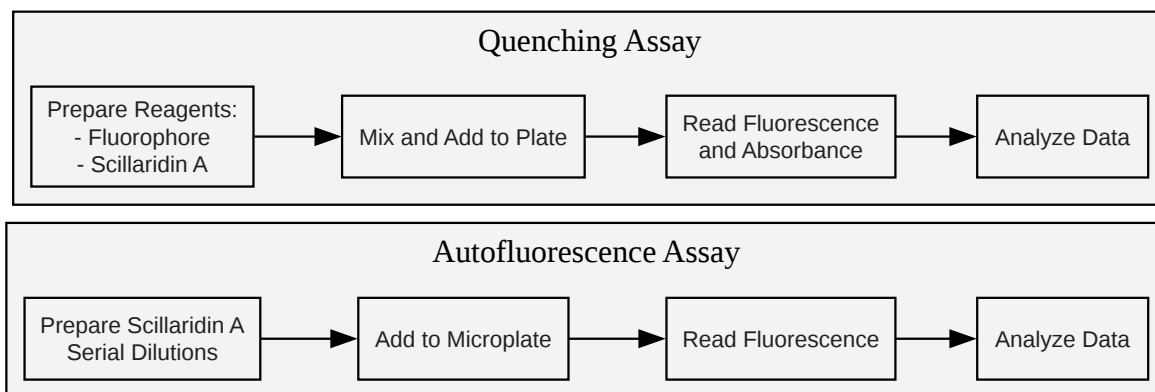 Quenching Assay
Prepare Reagents:
- Fluorophore
- Scillaridin A
Mix and Add to Plate
Read Fluorescence
and Absorbance
Analyze Data
Autofluorescence Assay
Prepare Scillaridin A
Serial Dilutions
Add to Microplate
Read Fluorescence
Analyze Data